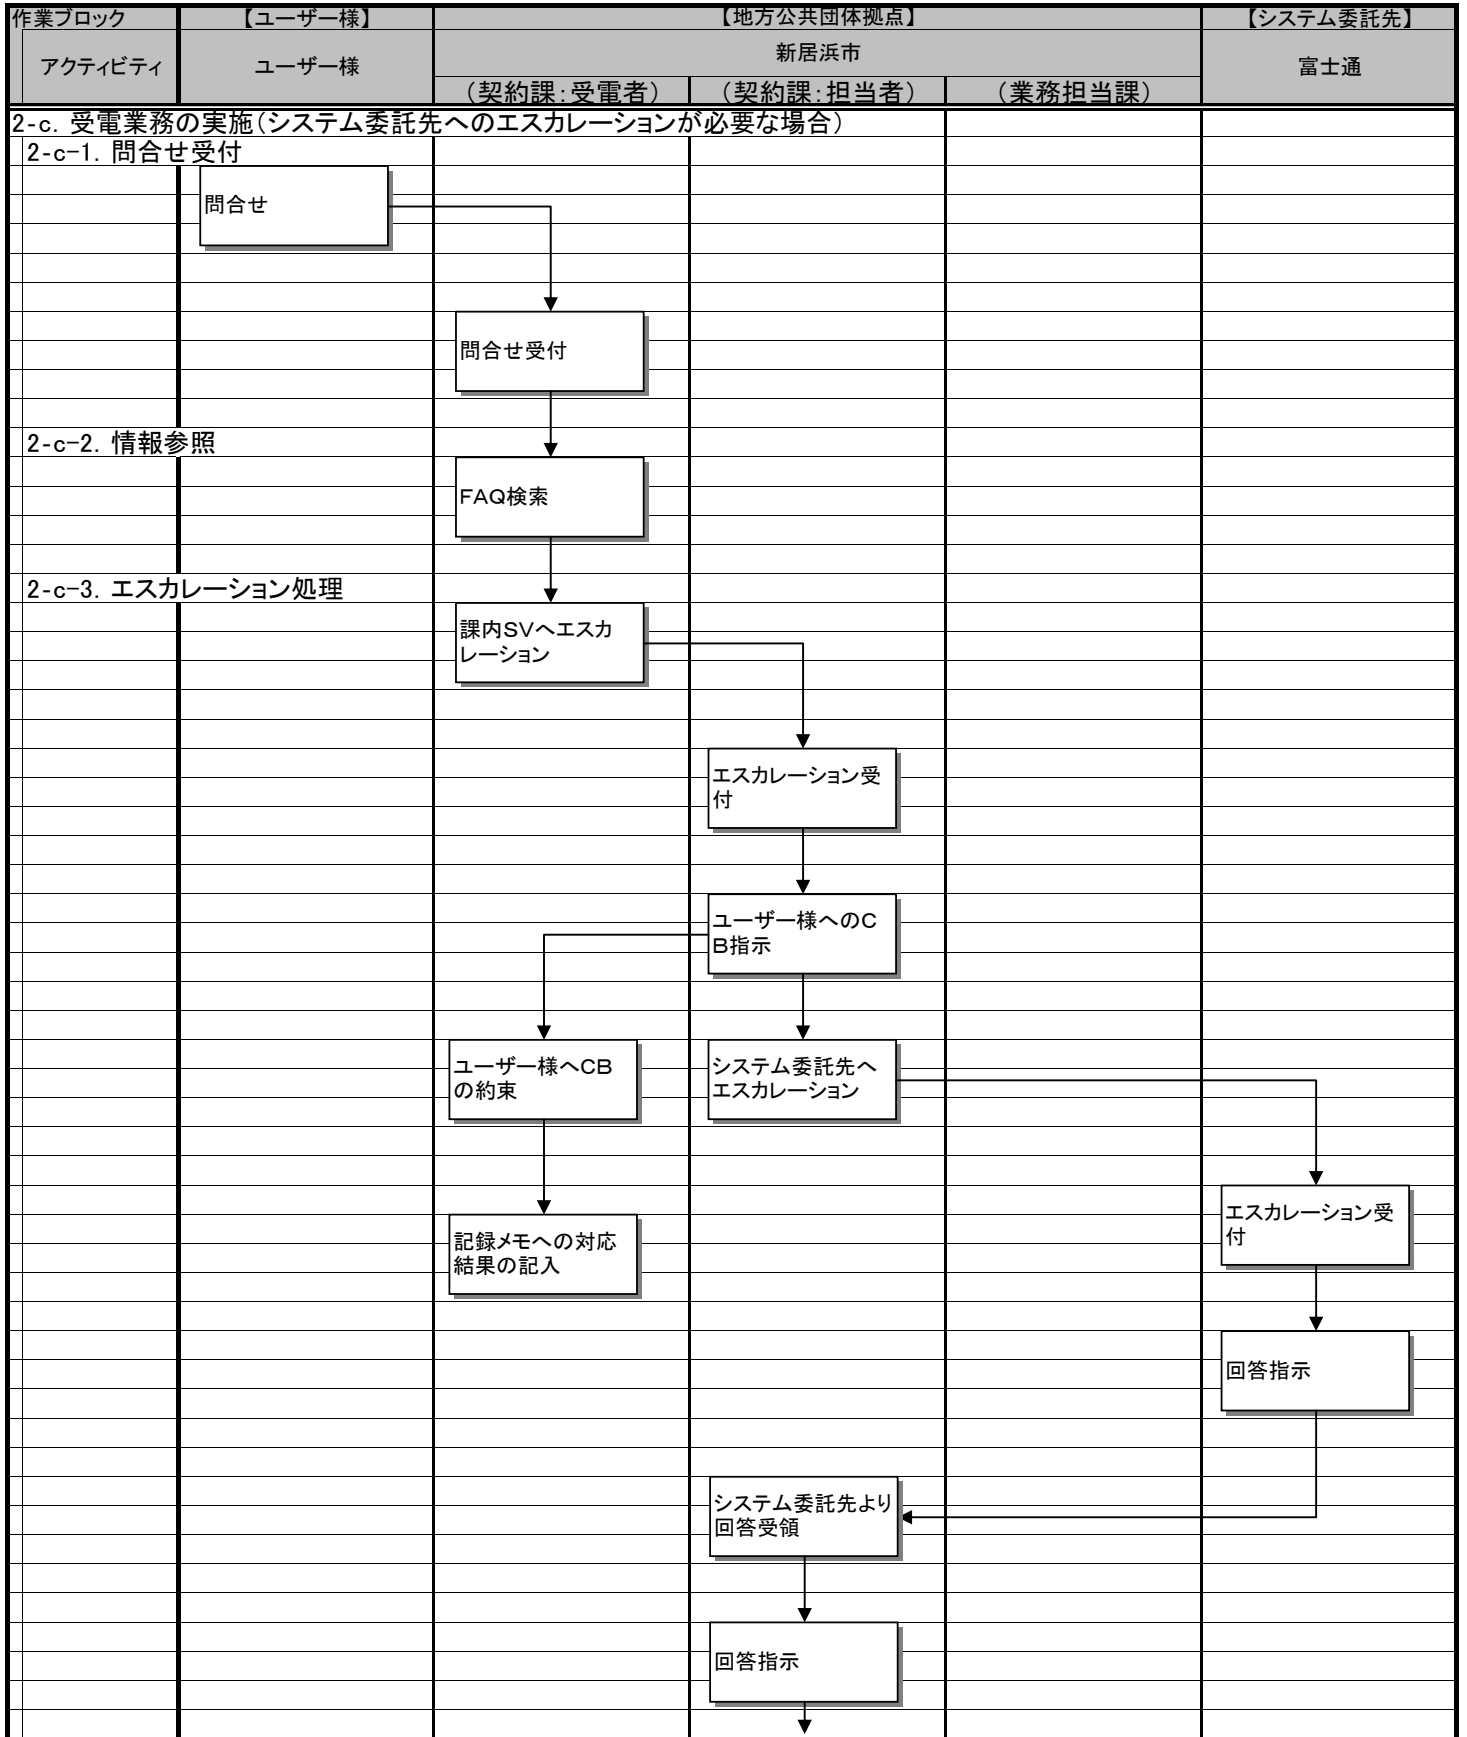 作業ブロック
【ユーザー様】
【地方公共団体拠点】
【システム委託先】
アクティビティ
ユーザー様
新居浜市
富士通
（契約課：受電者）
（契約課：担当者）
（業務担当課）
2-c. 受電業務の実施（システム委託先へのエスカレーションが必要な場合）
2-c-1. 問合せ受付
問合せ
問合せ受付
2-c-2. 情報参照
FAQ検索
2-c-3. エスカレーション処理
課内SVへエスカ
レーション
エスカレーション受
付
ユーザー様へのC
B指示
ユーザー様へCB
の約束
システム委託先へ
エスカレーション
エスカレーション受
付
記録メモへの対応
結果の記入
回答指示
システム委託先より
回答受領
回答指示